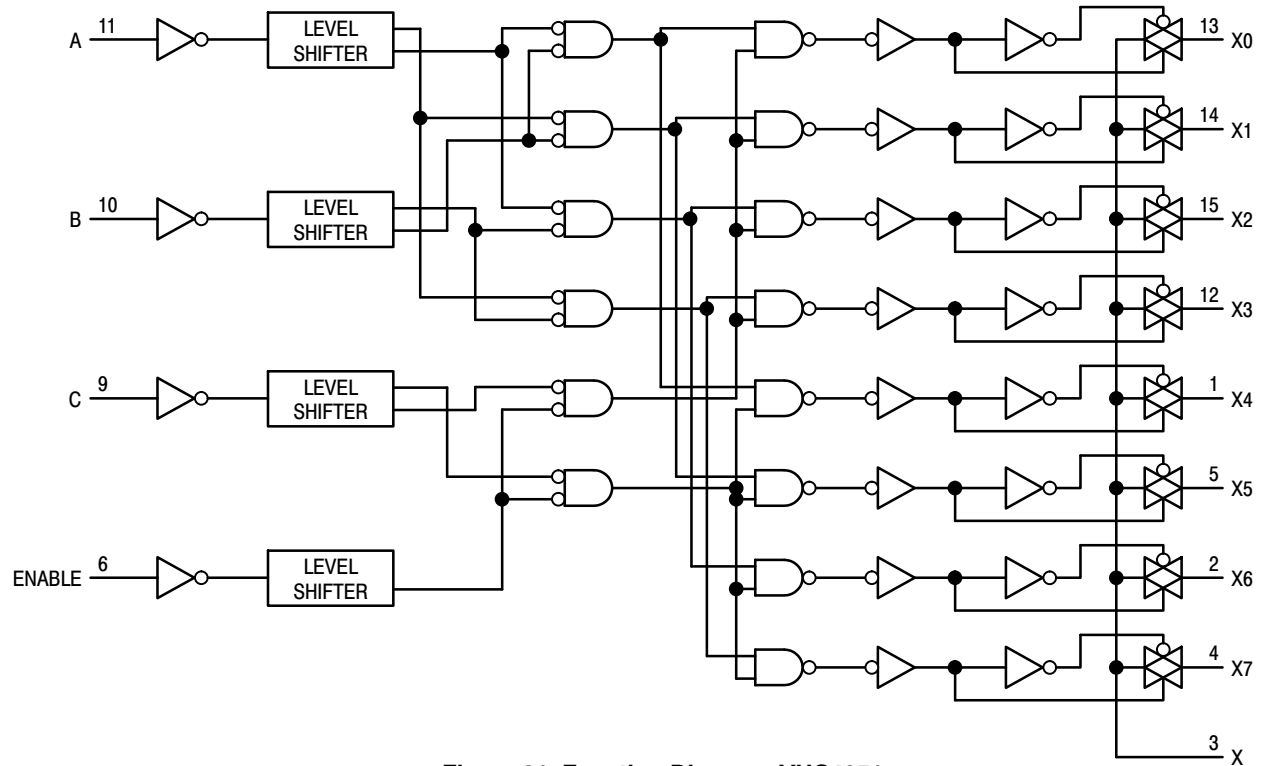 A 11
LEVEL
SHIFTER
13 X0
14 X1
B 10
LEVEL
SHIFTER
15 X2
12 X3
C 9
LEVEL
SHIFTER
1 X4
5 X5
ENABLE 6
LEVEL
SHIFTER
2 X6
4 X7
3 X